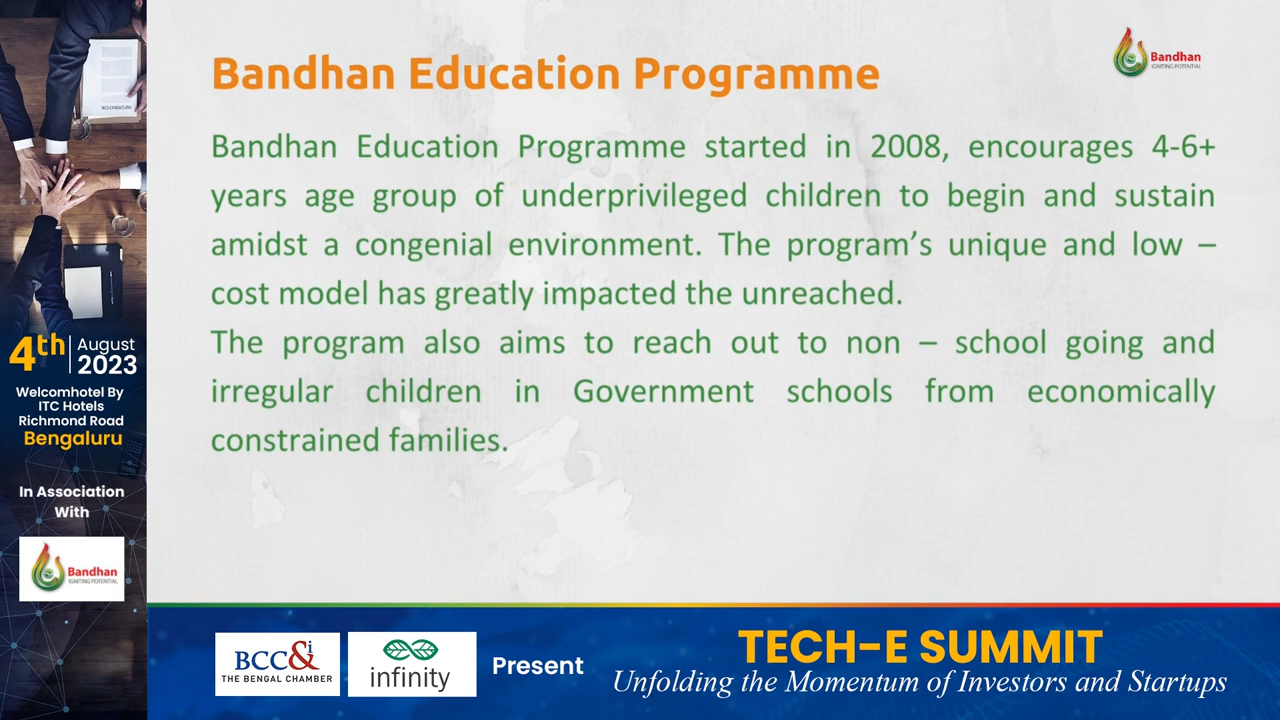 Bandhan Education Programme
Bandhan
IGNITING POTENTIAL
Bandhan Education Programme started in 2008, encourages 4-6+
years age group of underprivileged children to begin and sustain
amidst a congenial environment. The program’s unique and low –
cost model has greatly impacted the unreached.
The program also aims to reach out to non – school going and
irregular children in Government schools from economically
constrained families.
INFORMATION
4th August
2023
Welcomhotel By
ITC Hotels
Richmond Road
Bengaluru
In Association
With
Bandhan
IGNITING POTENTIAL
BCC&i
THE BENGAL CHAMBER
infinity
Present
TECH-E SUMMIT
Unfolding the Momentum of Investors and Startups